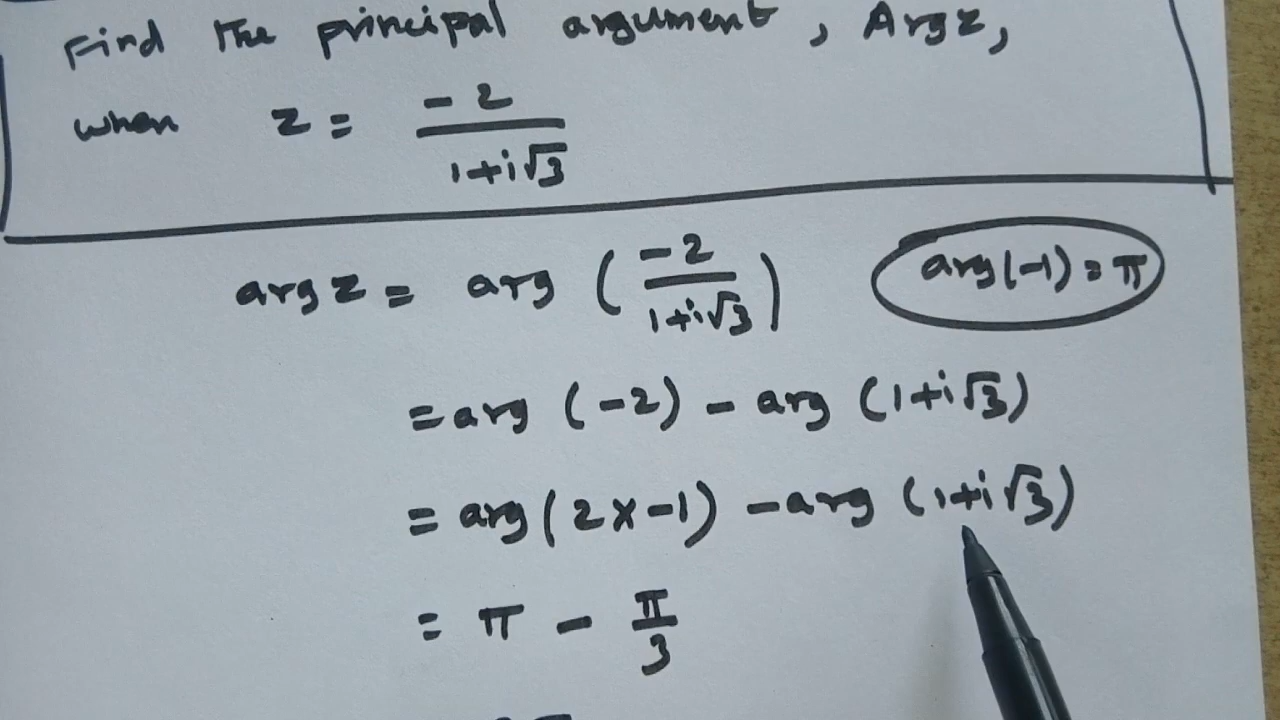 Find the principal argument, Arg z,
when z = -2 / 1+i√3
arg z = arg ( -2 / 1+i√3 )
arg(-1) = π
= arg (-2) - arg (1+i√3)
= arg (2x-1) - arg (1+i√3)
= π - π/3